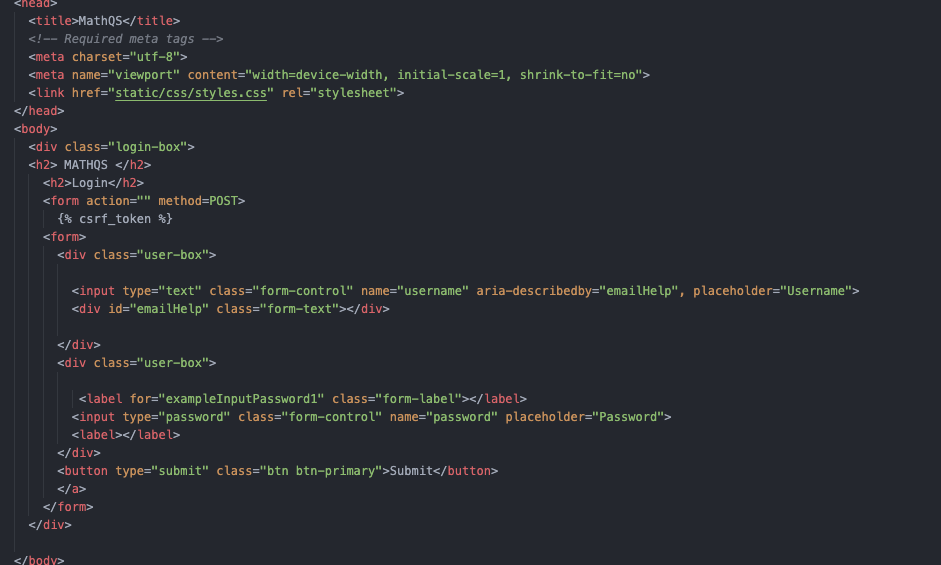 <head>
<title>MathQS</title>
<!-- Required meta tags -->
<meta charset="utf-8">
<meta name="viewport" content="width=device-width, initial-scale=1, shrink-to-fit=no">
<link href="static/css/styles.css" rel="stylesheet">
</head>
<body>
<div class="login-box">
<h2> MATHQS </h2>
<h2>Login</h2>
<form action="" method=POST>
{% csrf_token %}
<form>
<div class="user-box">
<input type="text" class="form-control" name="username" aria-describedby="emailHelp", placeholder="Username">
<div id="emailHelp" class="form-text"></div>
</div>
<div class="user-box">
<label for="exampleInputPassword1" class="form-label"></label>
<input type="password" class="form-control" name="password" placeholder="Password">
<label></label>
</div>
<button type="submit" class="btn btn-primary">Submit</button>
</a>
</form>
</div>
</body>